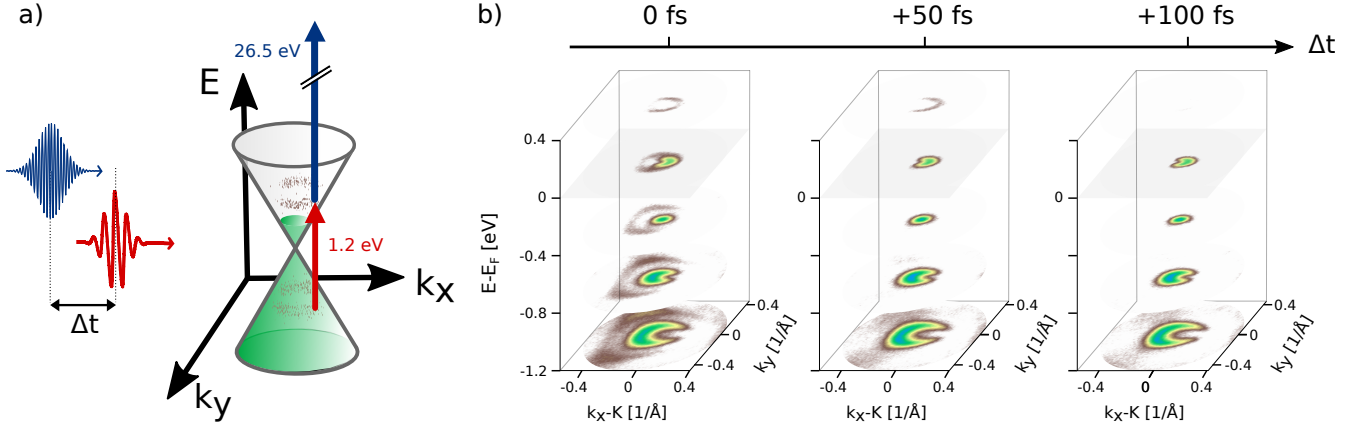 a)
26.5 eV
E
1.2 eV
kx
ky
Δt
b)
0 fs
+50 fs
+100 fs
Δt
E-EF [eV]
0.4
0
-0.4
-0.8
-1.2
-0.4
0
0.4
kx-K [1/Å]
-0.4
0
0.4
ky [1/Å]
0
-0.4
0
0.4
kx-K [1/Å]
-0.4
0
0.4
ky [1/Å]
0
-0.4
0
0.4
kx-K [1/Å]
-0.4
0
0.4
ky [1/Å]